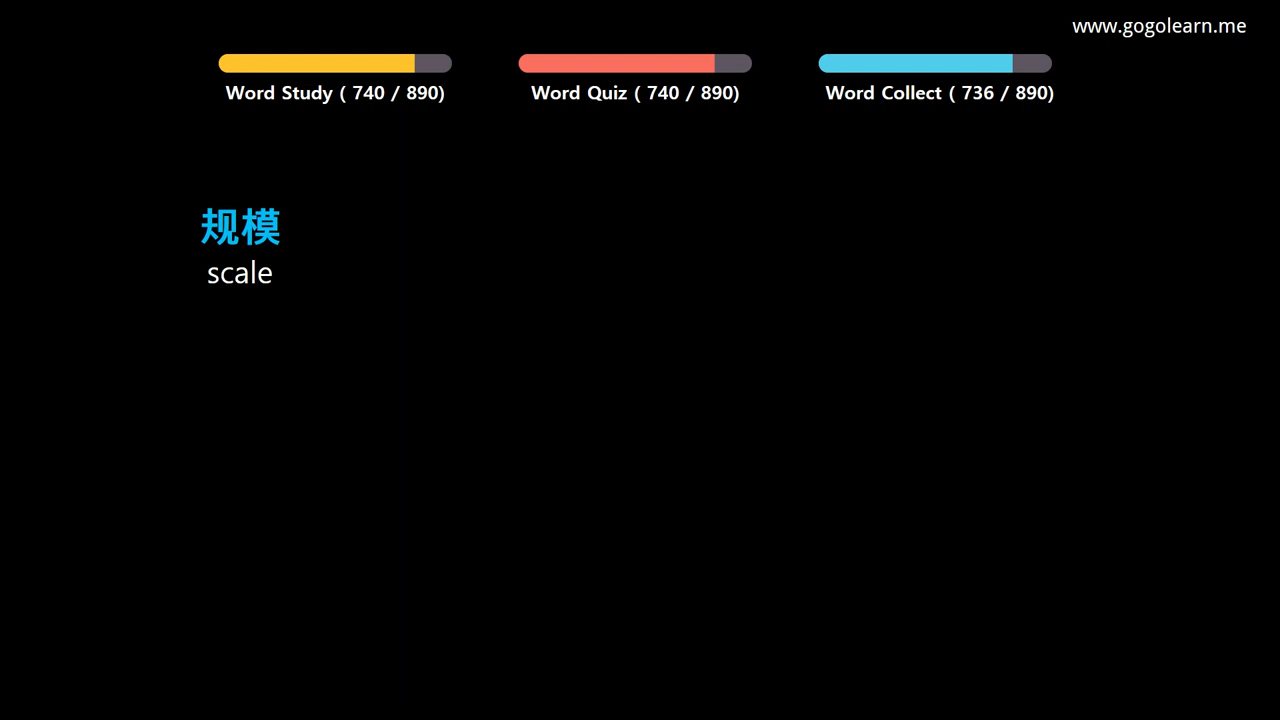 www.gogolearn.me
Word Study ( 740 / 890)
Word Quiz ( 740 / 890)
Word Collect ( 736 / 890)
规模
scale